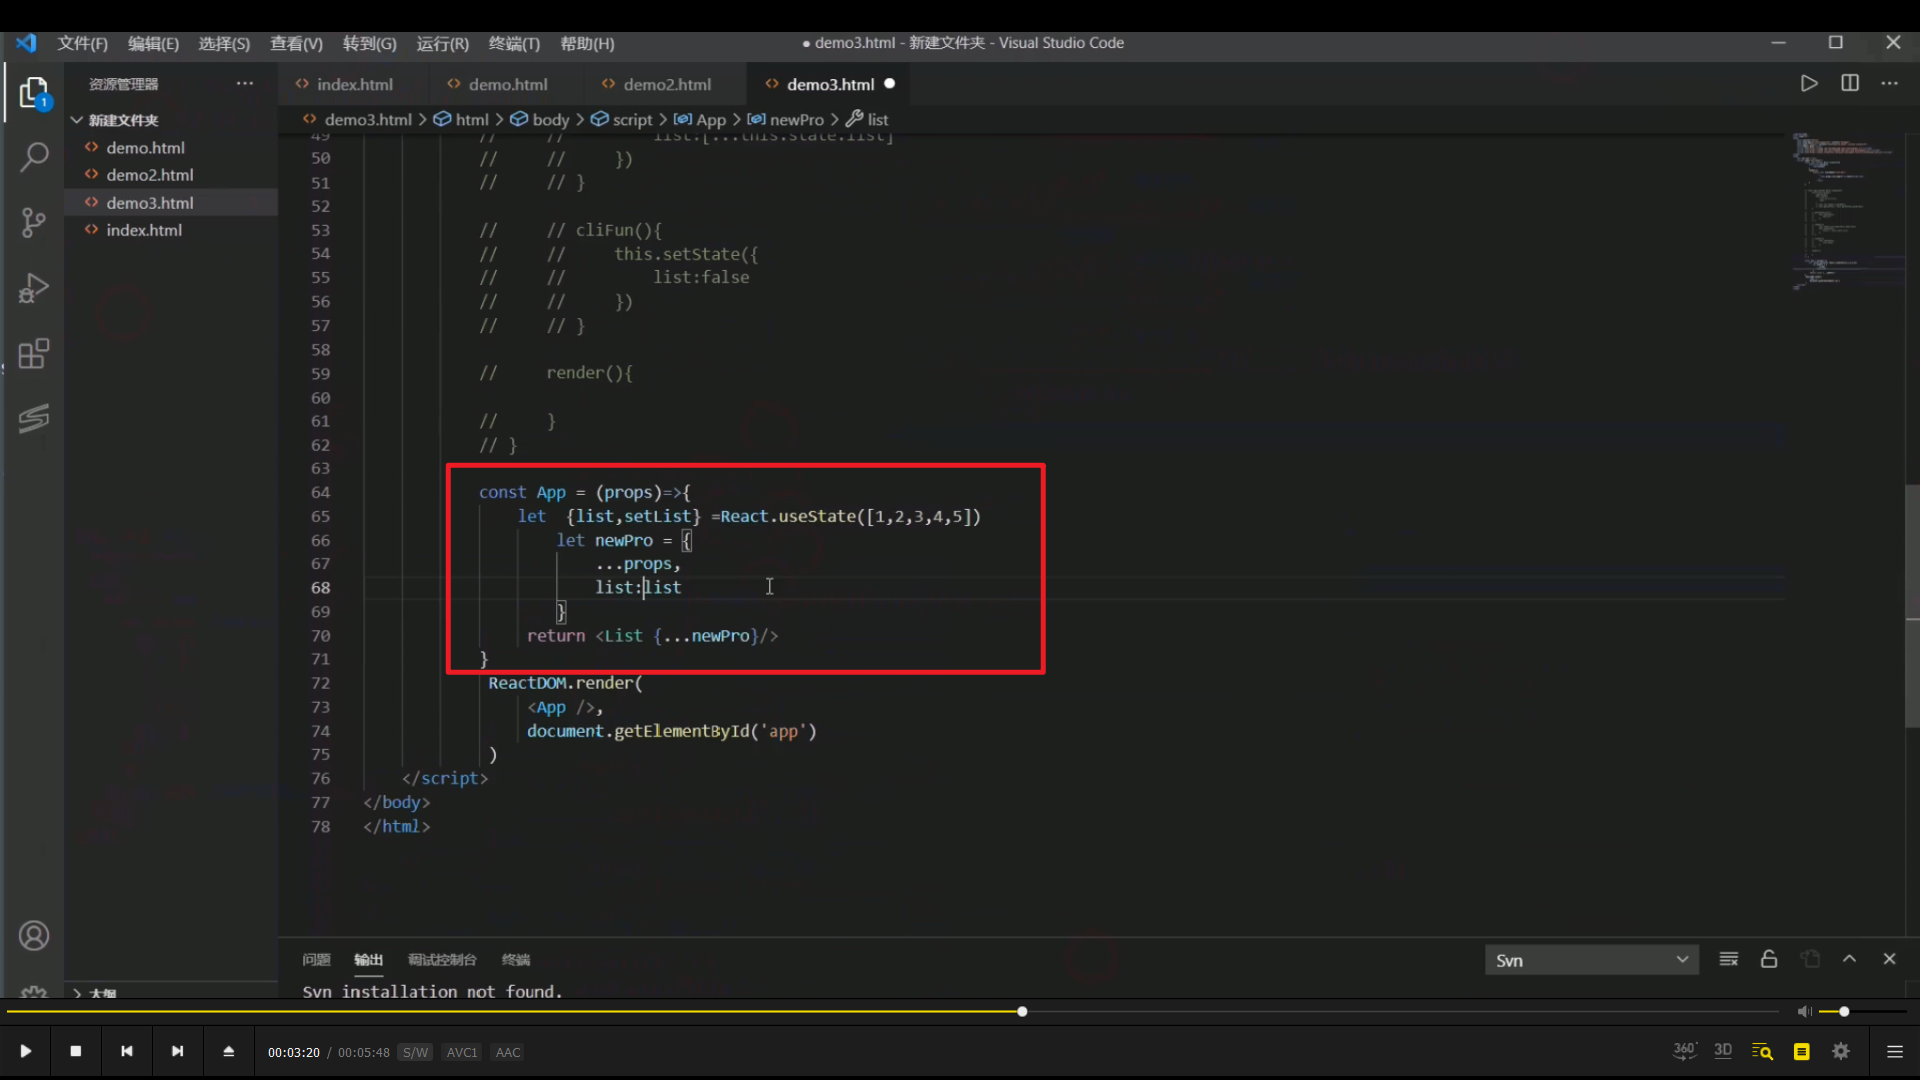 文件(F) 编辑(E) 选择(S) 查看(V) 转到(G) 运行(R) 终端(T) 帮助(H) ● demo3.html - 新建文件夹 - Visual Studio Code
资源管理器 ··· index.html demo.html demo2.html demo3.html ●
1
新建文件夹
demo.html
demo2.html
demo3.html
index.html
demo3.html > html > body > script > App > newPro > list
49 // // list:[...this.state.list]
50 // // })
51 // // }
52
53 // // cliFun(){
54 // // this.setState({
55 // // list:false
56 // // })
57 // // }
58
59 // render(){
60
61 // }
62 // }
63
64 const App = (props)=>{
65 let {list,setList} =React.useState([1,2,3,4,5])
66 let newPro = {
67 ...props,
68 list:list
69 }
70 return <List {...newPro}/>
71 }
72 ReactDOM.render(
73 <App />,
74 document.getElementById('app')
75 )
76 </script>
77 </body>
78 </html>
问题 输出 调试控制台 终端 Svn
大纲
Svn installation not found.
00:03:20 / 00:05:48 S/W AVC1 AAC 360° 3D